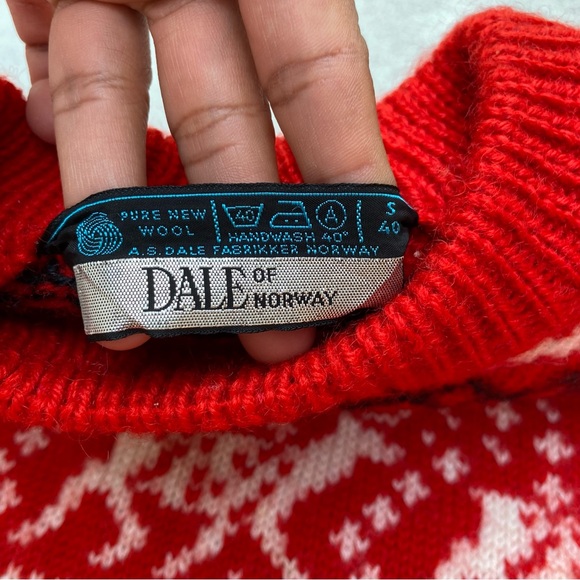 PURE NEW WOOL
40 A
HANDWASH 40°
S 40
A.S. DALE FABRIKKER NORWAY
DALE OF NORWAY